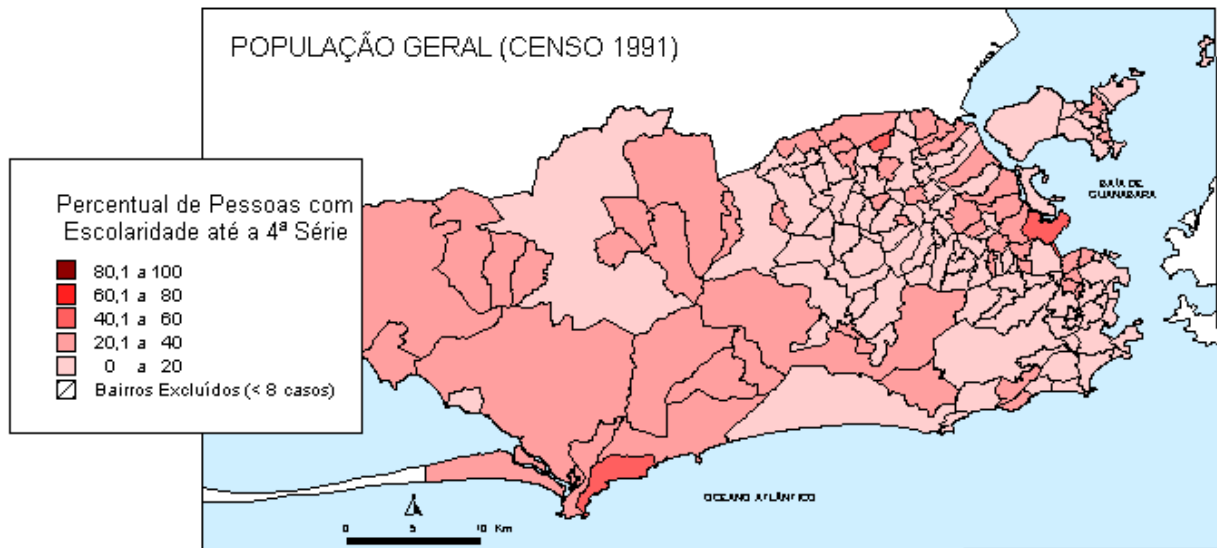 POPULAÇÃO GERAL (CENSO 1991)
Percentual de Pessoas com
Escolaridade até a 4ª Série
80,1 a 100
60,1 a 80
40,1 a 60
20,1 a 40
0 a 20
Bairros Excluídos (< 8 casos)
BAÍA DE
GUANABARA
OCEANO ATLÂNTICO
0 5 10 Km